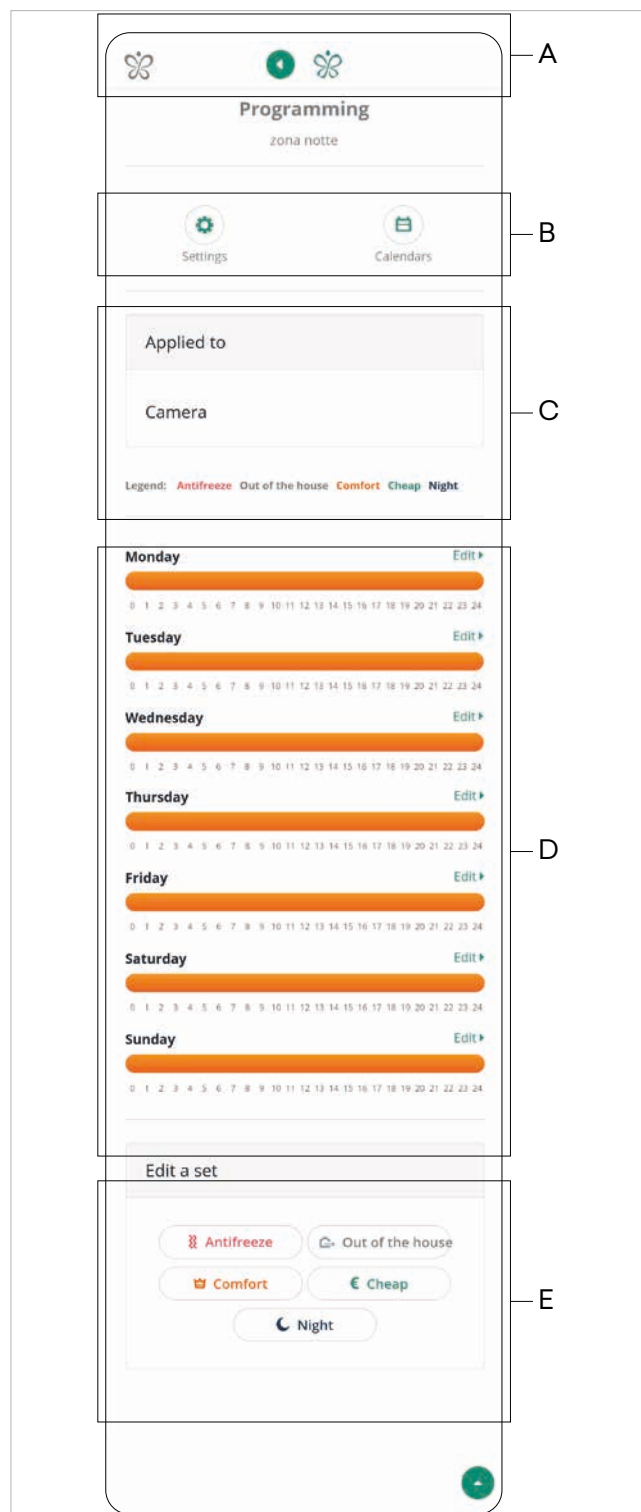 A
Programming
zona notte
B
Settings Calendars
Applied to
Camera
C
Legend: Antifreeze Out of the house Comfort Cheap Night
Monday Edit
0 1 2 3 4 5 6 7 8 9 10 11 12 13 14 15 16 17 18 19 20 21 22 23 24
Tuesday Edit
0 1 2 3 4 5 6 7 8 9 10 11 12 13 14 15 16 17 18 19 20 21 22 23 24
Wednesday Edit
0 1 2 3 4 5 6 7 8 9 10 11 12 13 14 15 16 17 18 19 20 21 22 23 24
Thursday Edit
0 1 2 3 4 5 6 7 8 9 10 11 12 13 14 15 16 17 18 19 20 21 22 23 24
D
Friday Edit
0 1 2 3 4 5 6 7 8 9 10 11 12 13 14 15 16 17 18 19 20 21 22 23 24
Saturday Edit
0 1 2 3 4 5 6 7 8 9 10 11 12 13 14 15 16 17 18 19 20 21 22 23 24
Sunday Edit
0 1 2 3 4 5 6 7 8 9 10 11 12 13 14 15 16 17 18 19 20 21 22 23 24
Edit a set
Antifreeze Out of the house
Comfort € Cheap
E
Night